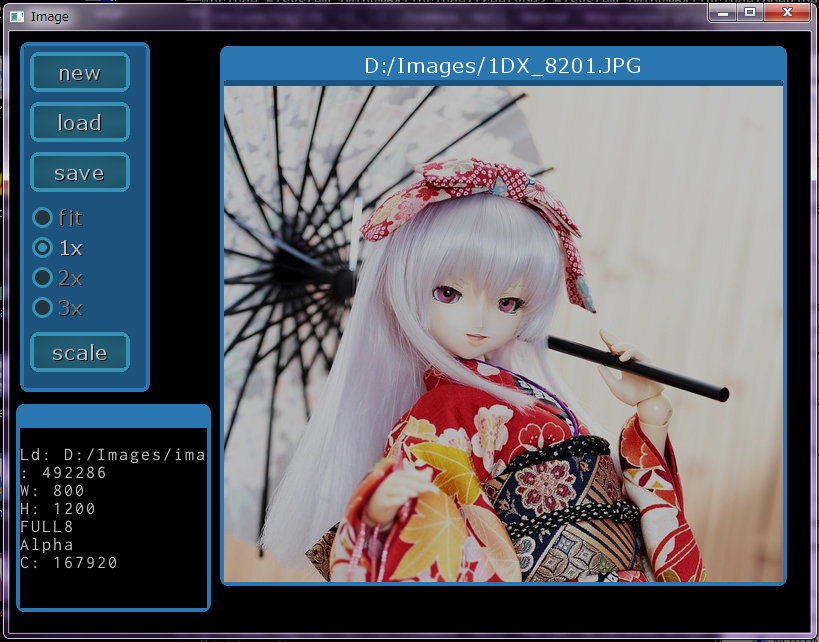 Image
new
load
save
fit
1x
2x
3x
scale
D:/Images/1DX_8201.JPG
Ld: D:/Images/ima
: 492286
W: 800
H: 1200
FULL8
Alpha
C: 167920